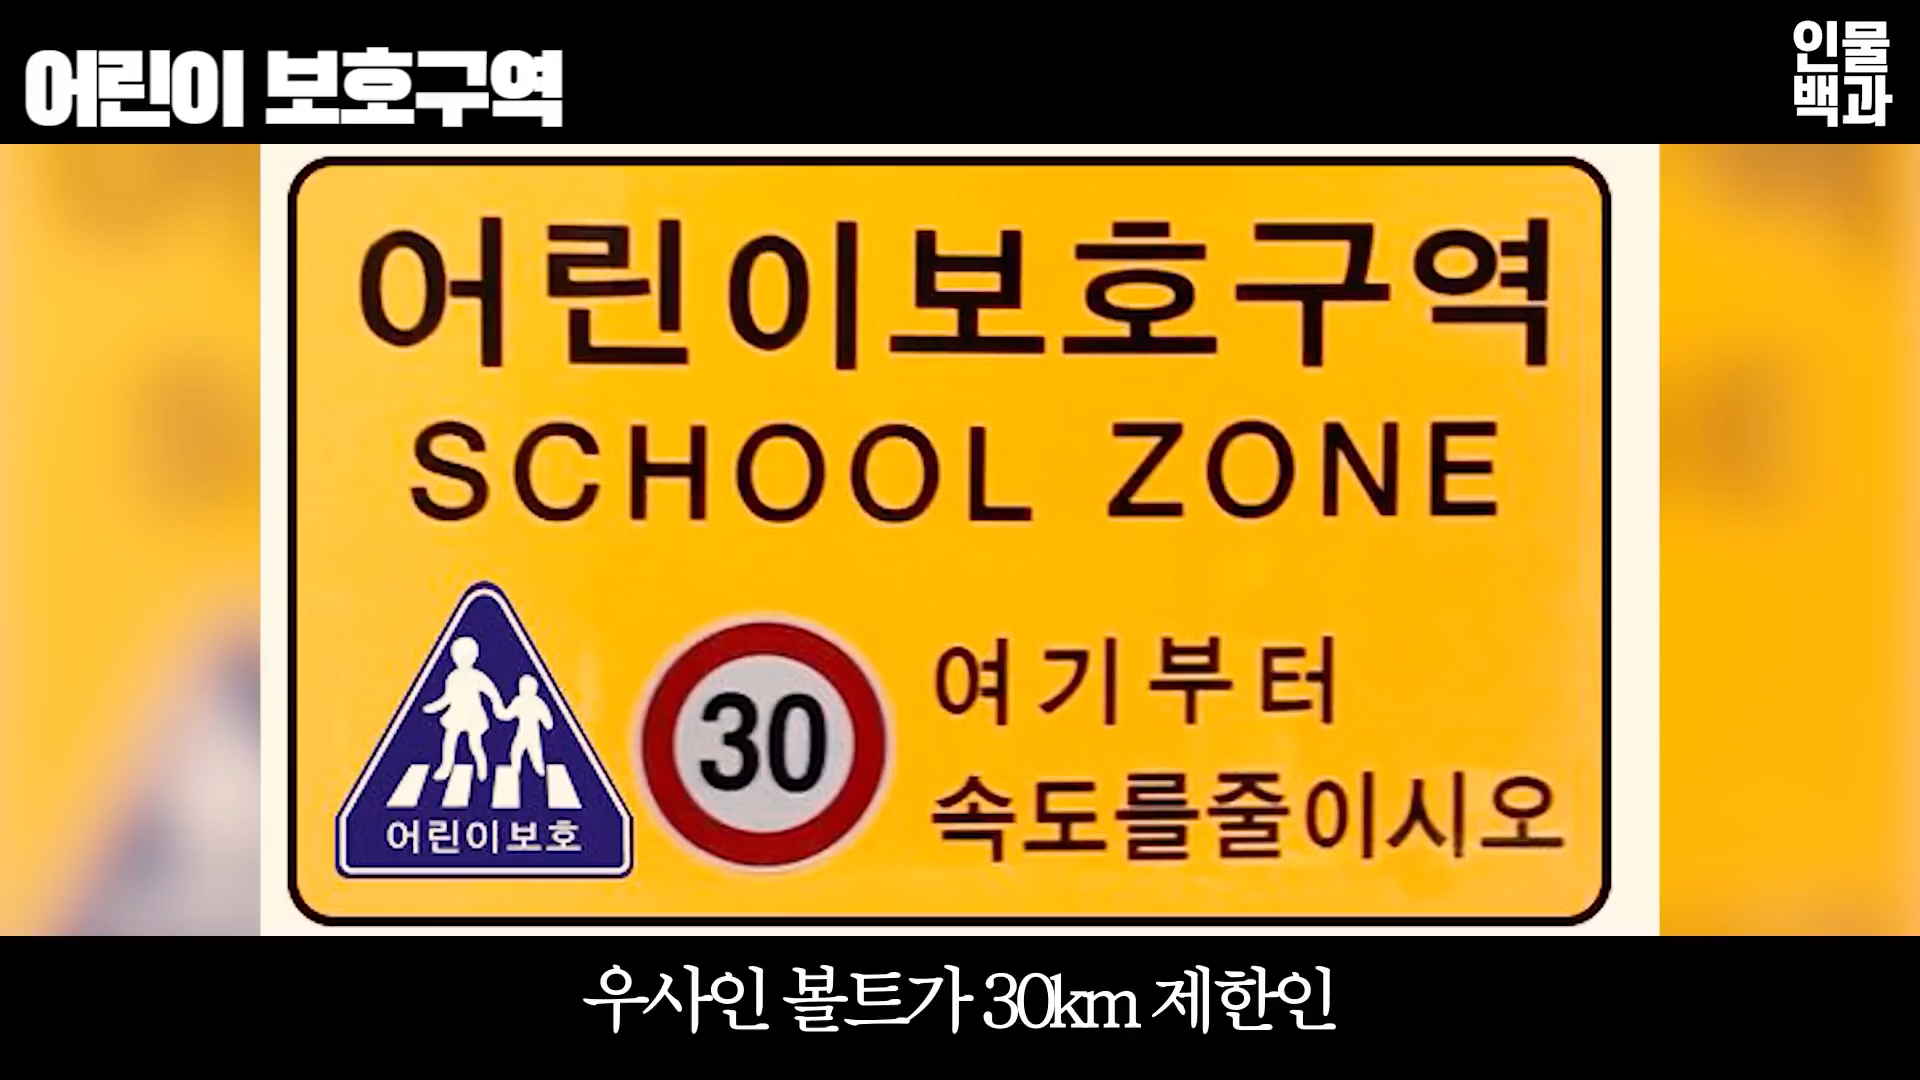 어린이 보호구역
인물
백과
어린이보호구역
SCHOOL ZONE
어린이보호
30
여기부터
속도를줄이시오
우사인 볼트가 30km 제한인